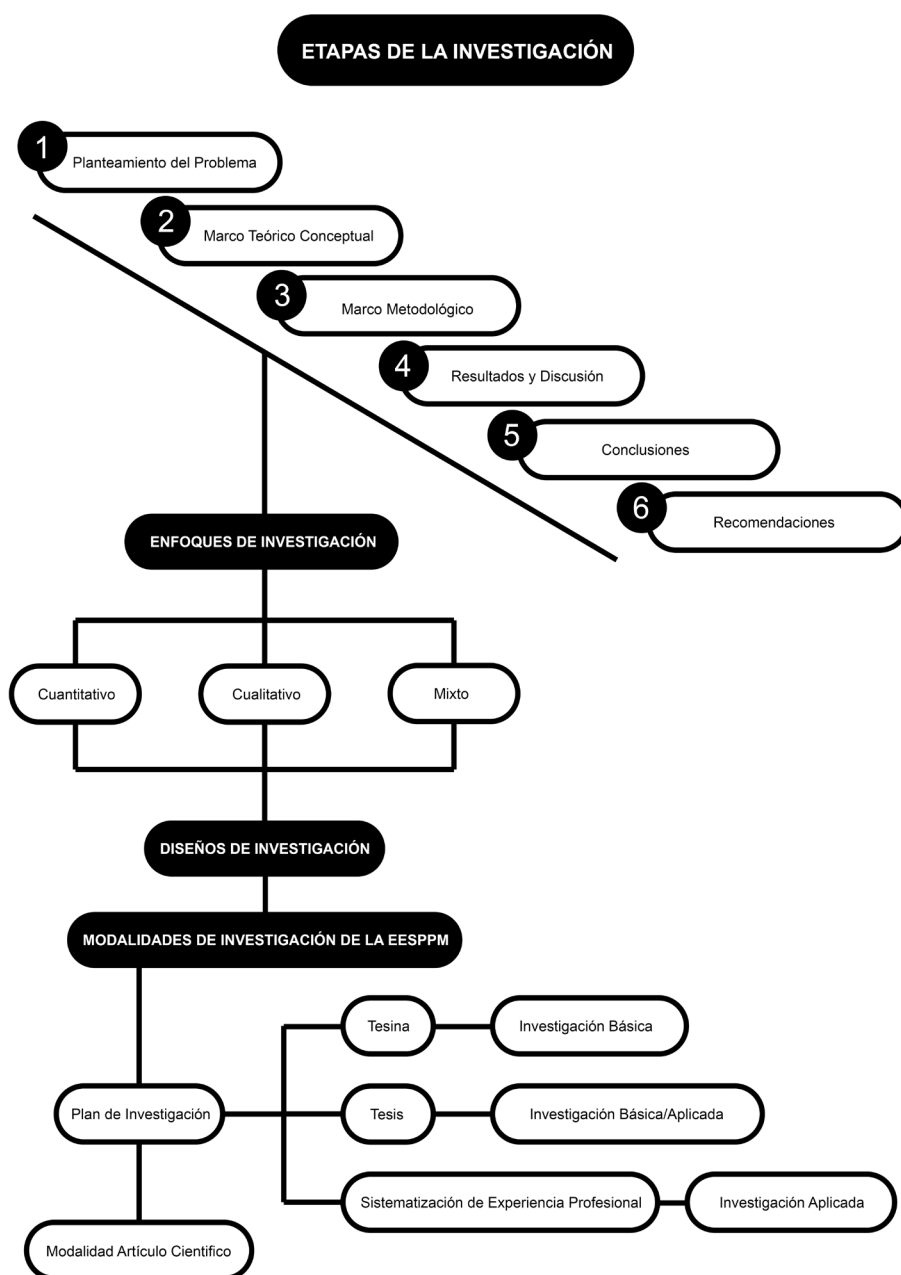 ETAPAS DE LA INVESTIGACIÓN
1
Planteamiento del Problema
2
Marco Teórico Conceptual
3
Marco Metodológico
4
Resultados y Discusión
5
Conclusiones
6
Recomendaciones
ENFOQUES DE INVESTIGACIÓN
Cuantitativo
Cualitativo
Mixto
DISEÑOS DE INVESTIGACIÓN
MODALIDADES DE INVESTIGACIÓN DE LA EESPPM
Tesina
Investigación Básica
Plan de Investigación
Tesis
Investigación Básica/Aplicada
Sistematización de Experiencia Profesional
Investigación Aplicada
Modalidad Artículo Cientifico